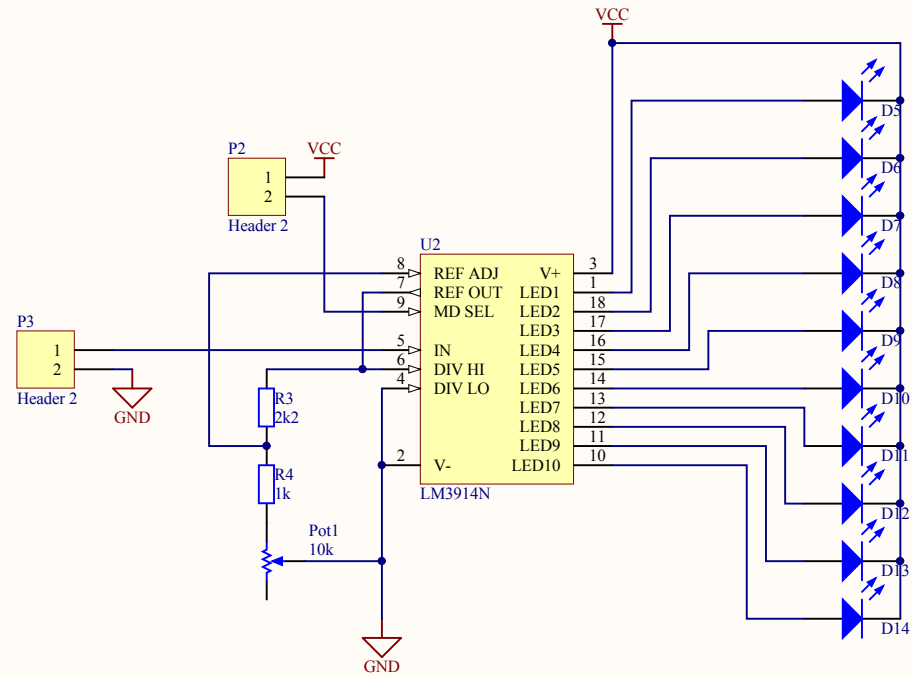 VCC
P2
VCC
1
2
Header 2
D5
D6
D7
D8
D9
D10
D11
D12
D13
D14
U2
8 REF ADJ V+ 3
7 REF OUT LED1 1
9 MD SEL LED2 18
LED3 17
5 IN LED4 16
6 DIV HI LED5 15
4 DIV LO LED6 14
LED7 13
LED8 12
LED9 11
2 V- LED10 10
LM3914N
P3
1
2
Header 2
GND
R3
2k2
R4
1k
Pot1
10k
GND